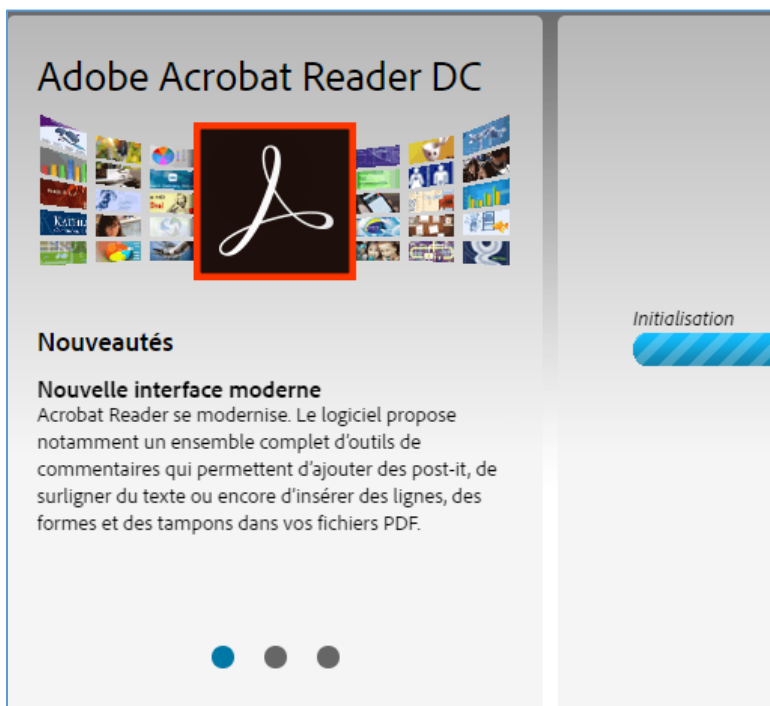 Adobe Acrobat Reader DC
Nouveautés
Nouvelle interface moderne
Acrobat Reader se modernise. Le logiciel propose
notamment un ensemble complet d'outils de
commentaires qui permettent d'ajouter des post-it, de
surligner du texte ou encore d'insérer des lignes, des
formes et des tampons dans vos fichiers PDF.
Initialisation